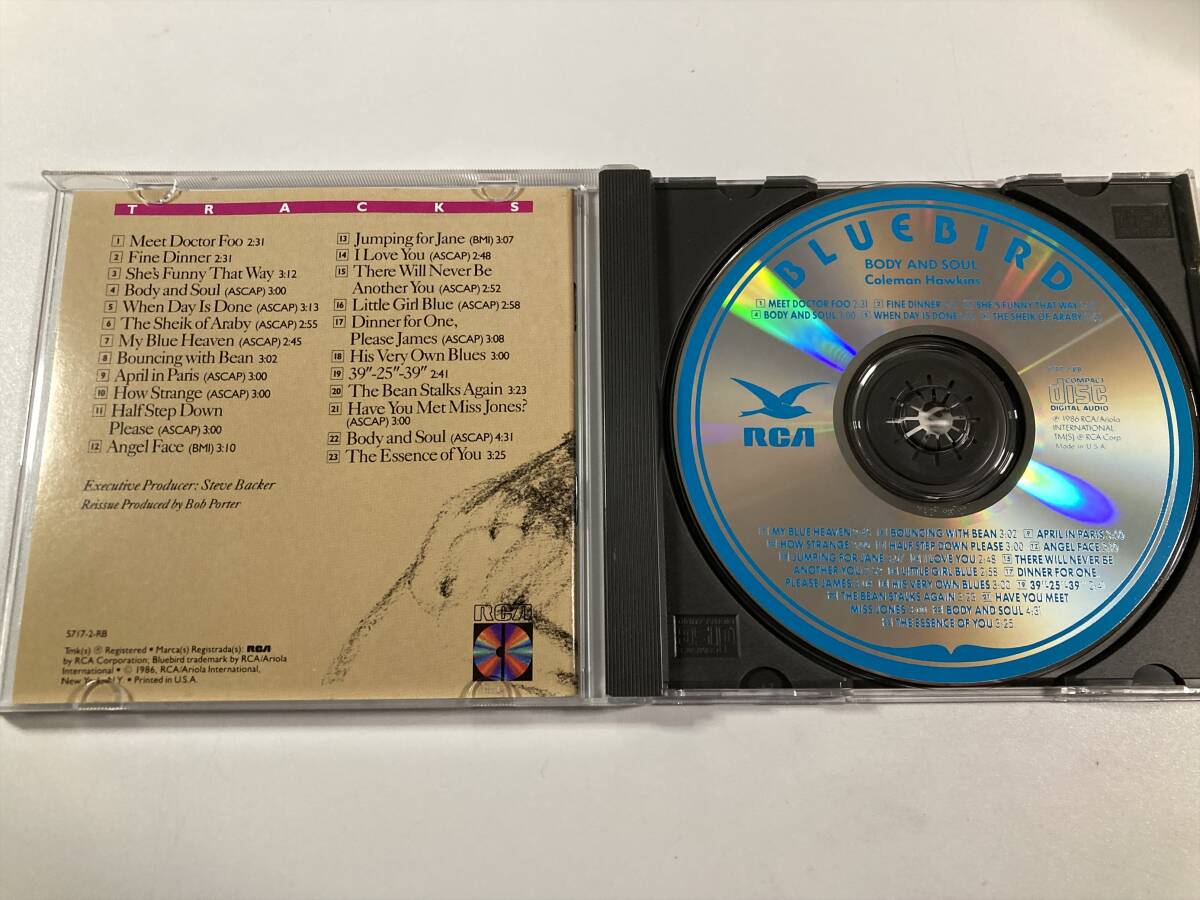 TRACKS
1 Meet Doctor Foo 2:31
2 Fine Dinner 2:31
3 She's Funny That Way 3:12
4 Body and Soul (ASCAP) 3:00
5 When Day Is Done (ASCAP) 3:13
6 The Sheik of Araby (ASCAP) 2:55
7 My Blue Heaven (ASCAP) 2:45
8 Bouncing with Bean 3:02
9 April in Paris (ASCAP) 3:00
10 How Strange (ASCAP) 3:00
11 Half Step Down
Please (ASCAP) 3:00
12 Angel Face (BMI) 3:10
13 Jumping for Jane (BMI) 3:07
14 I Love You (ASCAP) 2:48
15 There Will Never Be
Another You (ASCAP) 2:52
16 Little Girl Blue (ASCAP) 2:58
17 Dinner for One,
Please James (ASCAP) 3:08
18 His Very Own Blues 3:00
19 39"-25"-39" 2:41
20 The Bean Stalks Again 3:23
21 Have You Met Miss Jones?
(ASCAP) 3:00
22 Body and Soul (ASCAP) 4:31
23 The Essence of You 3:25
Executive Producer: Steve Backer
Reissue Produced by Bob Porter
RCA
5717-2-RB
Tmk(s) ® Registered • Marca(s) Registrada(s) RCA
by RCA Corporation; Bluebird trademark by RCA/Ariola
International • © 1986, RCA/Ariola International,
New York, N.Y. • Printed in U.S.A.
BLUEBIRD
BODY AND SOUL
Coleman Hawkins
1 MEET DOCTOR FOO 2:31 2 FINE DINNER SHE'S FUNNY THAT WAY
4 BODY AND SOUL 3:00 WHEN DAY IS DONE THE SHEIK OF ARABY
5717-2-RB
RCA
COMPACT
disc
DIGITAL AUDIO
℗ 1986 RCA/Ariola
INTERNATIONAL
TM(S) ® RCA Corp.
Made in U.S.A.
MY BLUE HEAVEN BOUNCING WITH BEAN 3:02 9 APRIL IN PARIS
HOW STRANGE HALF STEP DOWN PLEASE 3:00 12 ANGEL FACE
JUMPING FOR JANE I LOVE YOU 2:48 15 THERE WILL NEVER BE
ANOTHER YOU LITTLE GIRL BLUE 2:58 17 DINNER FOR ONE
PLEASE JAMES HIS VERY OWN BLUES 3:00 19 39"-25"-39"
THE BEAN STALKS AGAIN 21 HAVE YOU MET
MISS JONES BODY AND SOUL 4:31
THE ESSENCE OF YOU 3:25